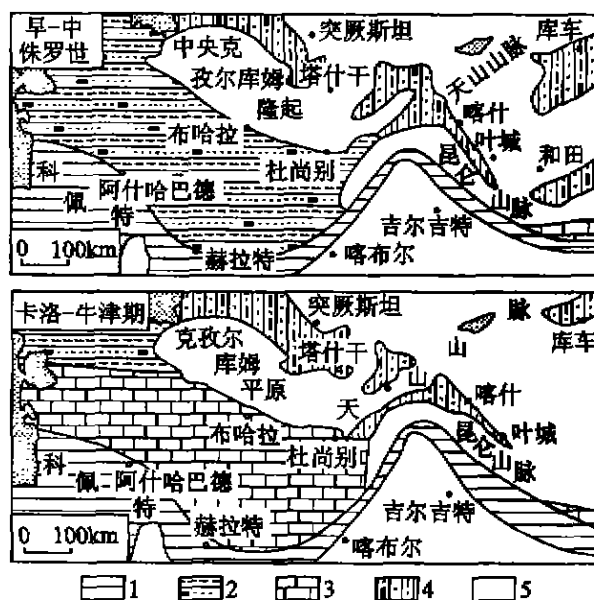 早-中
侏罗世
中央克
孜尔库姆
隆起
突厥斯坦
塔什干
库车
天山山脉
喀什
叶城
布哈拉
杜尚别
昆仑山脉
和田
科佩特
阿什哈巴德
吉尔吉特
0 100km
赫拉特
喀布尔
卡洛-牛津期
克孜尔
库姆
平原
突厥斯坦
塔什干
天山山脉
库车
喀什
布哈拉
叶城
杜尚别
昆仑山脉
科佩特
阿什哈巴德
吉尔吉特
0 100km
赫拉特
喀布尔
1 2 3 4 5